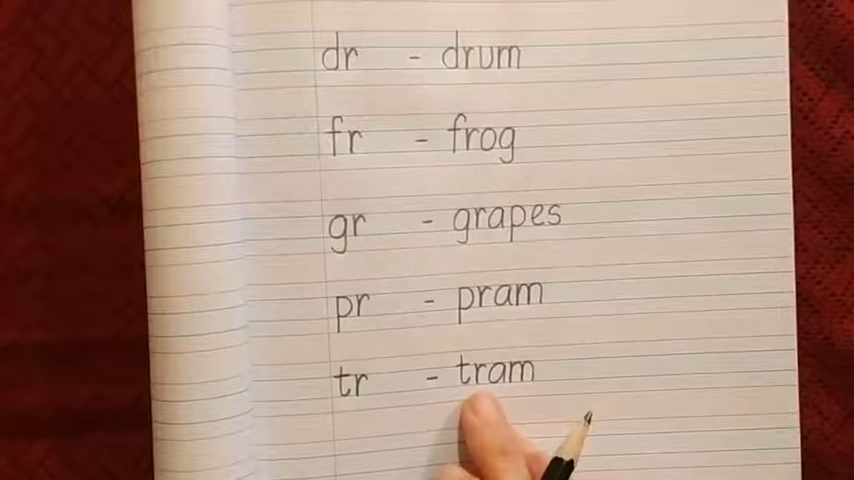 dr - drum
fr - frog
gr - grapes
pr - pram
tr - tram